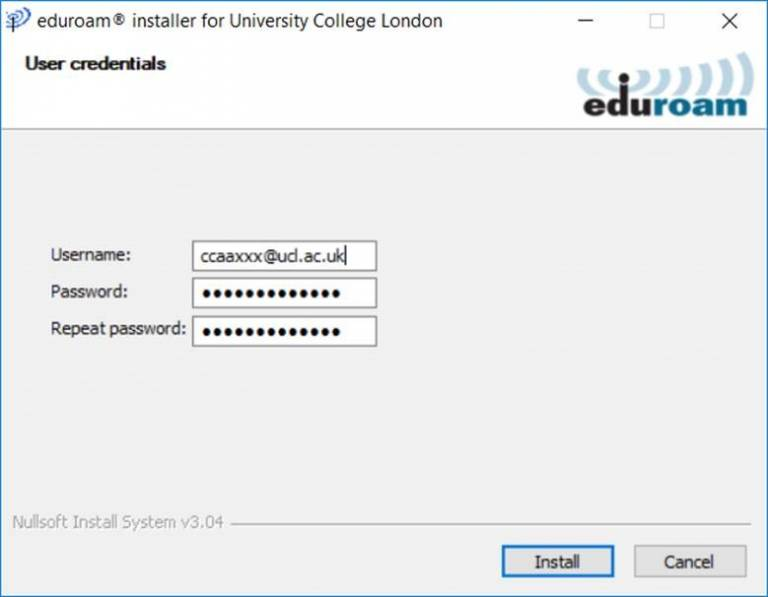 eduroam® installer for University College London
User credentials
eduroam
Username:
ccaaxxx@ucl.ac.uk
Password:
•••••••••••••
Repeat password:
•••••••••••••
Nullsoft Install System v3.04
Install
Cancel